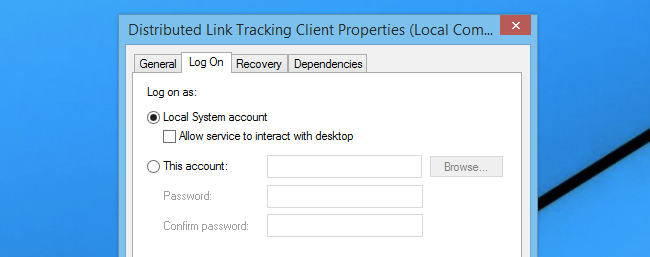 Distributed Link Tracking Client Properties (Local Com...
General Log On Recovery Dependencies
Log on as:
Local System account
Allow service to interact with desktop
This account: Browse...
Password:
Confirm password: